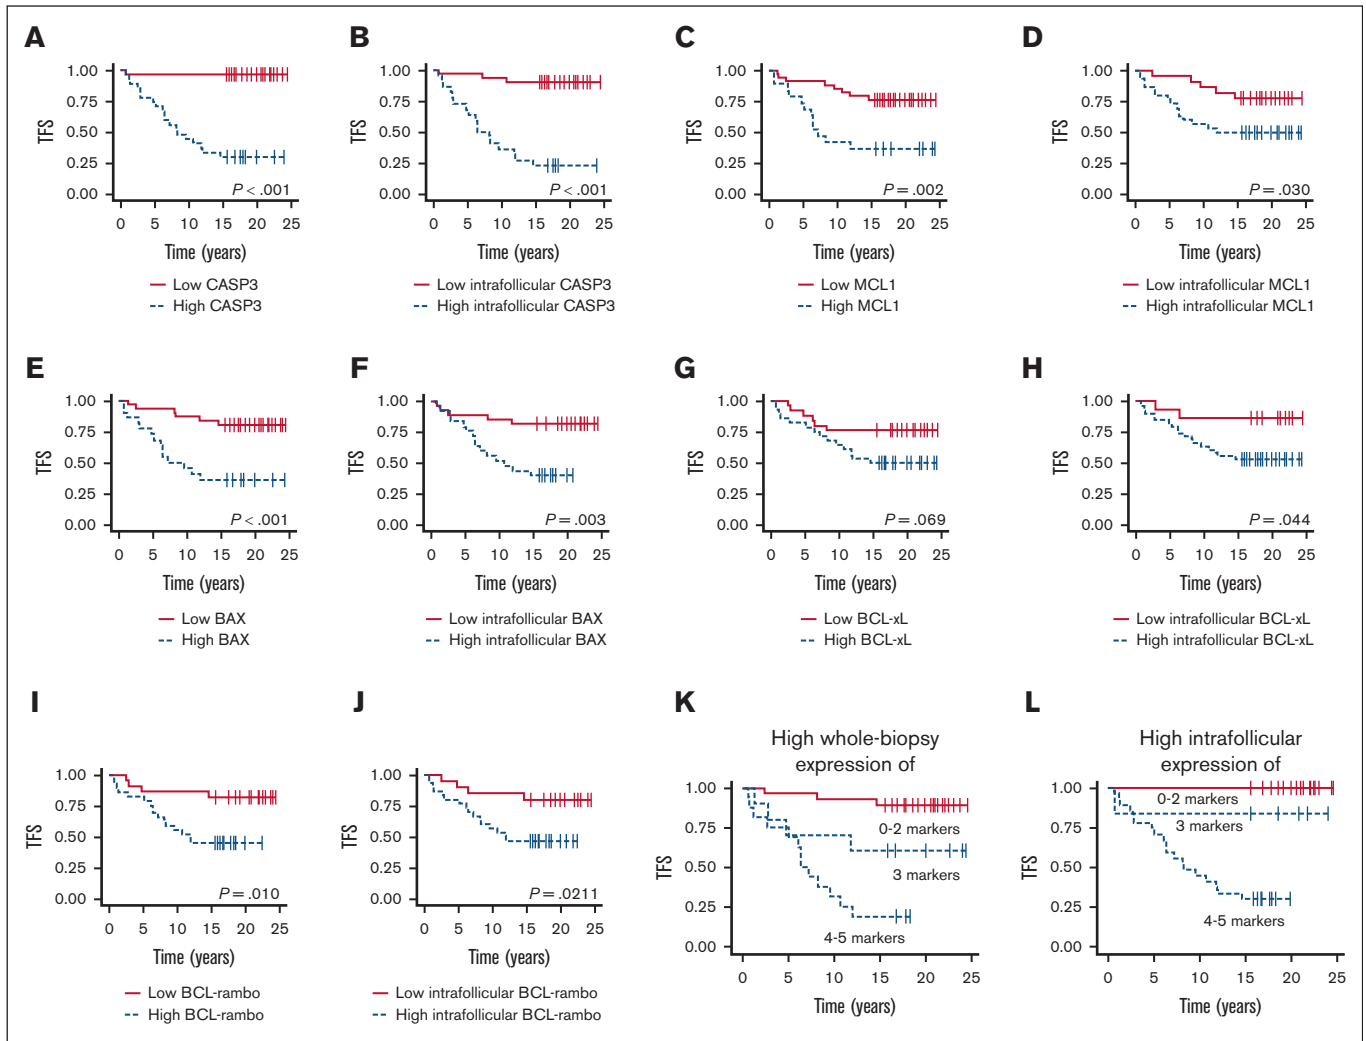 A
1.00
0.75
0.50
0.25
0.00
TFS
P < .001
0 5 10 15 20 25
Time (years)
Low CASP3
High CASP3
B
1.00
0.75
0.50
0.25
0.00
TFS
P < .001
0 5 10 15 20 25
Time (years)
Low intrafollicular CASP3
High intrafollicular CASP3
C
1.00
0.75
0.50
0.25
0.00
TFS
P = .002
0 5 10 15 20 25
Time (years)
Low MCL1
High MCL1
D
1.00
0.75
0.50
0.25
0.00
TFS
P = .030
0 5 10 15 20 25
Time (years)
Low intrafollicular MCL1
High intrafollicular MCL1
E
1.00
0.75
0.50
0.25
0.00
TFS
P < .001
0 5 10 15 20 25
Time (years)
Low BAX
High BAX
F
1.00
0.75
0.50
0.25
0.00
TFS
P = .003
0 5 10 15 20 25
Time (years)
Low intrafollicular BAX
High intrafollicular BAX
G
1.00
0.75
0.50
0.25
0.00
TFS
P = .069
0 5 10 15 20 25
Time (years)
Low BCL-xL
High BCL-xL
H
1.00
0.75
0.50
0.25
0.00
TFS
P = .044
0 5 10 15 20 25
Time (years)
Low intrafollicular BCL-xL
High intrafollicular BCL-xL
I
1.00
0.75
0.50
0.25
0.00
TFS
P = .010
0 5 10 15 20 25
Time (years)
Low BCL-rambo
High BCL-rambo
J
1.00
0.75
0.50
0.25
0.00
TFS
P = .0211
0 5 10 15 20 25
Time (years)
Low intrafollicular BCL-rambo
High intrafollicular BCL-rambo
K
High whole-biopsy
expression of
1.00
0.75
0.50
0.25
0.00
TFS
0-2 markers
3 markers
4-5 markers
0 5 10 15 20 25
Time (years)
L
High intrafollicular
expression of
1.00
0.75
0.50
0.25
0.00
TFS
0-2 markers
3 markers
4-5 markers
0 5 10 15 20 25
Time (years)